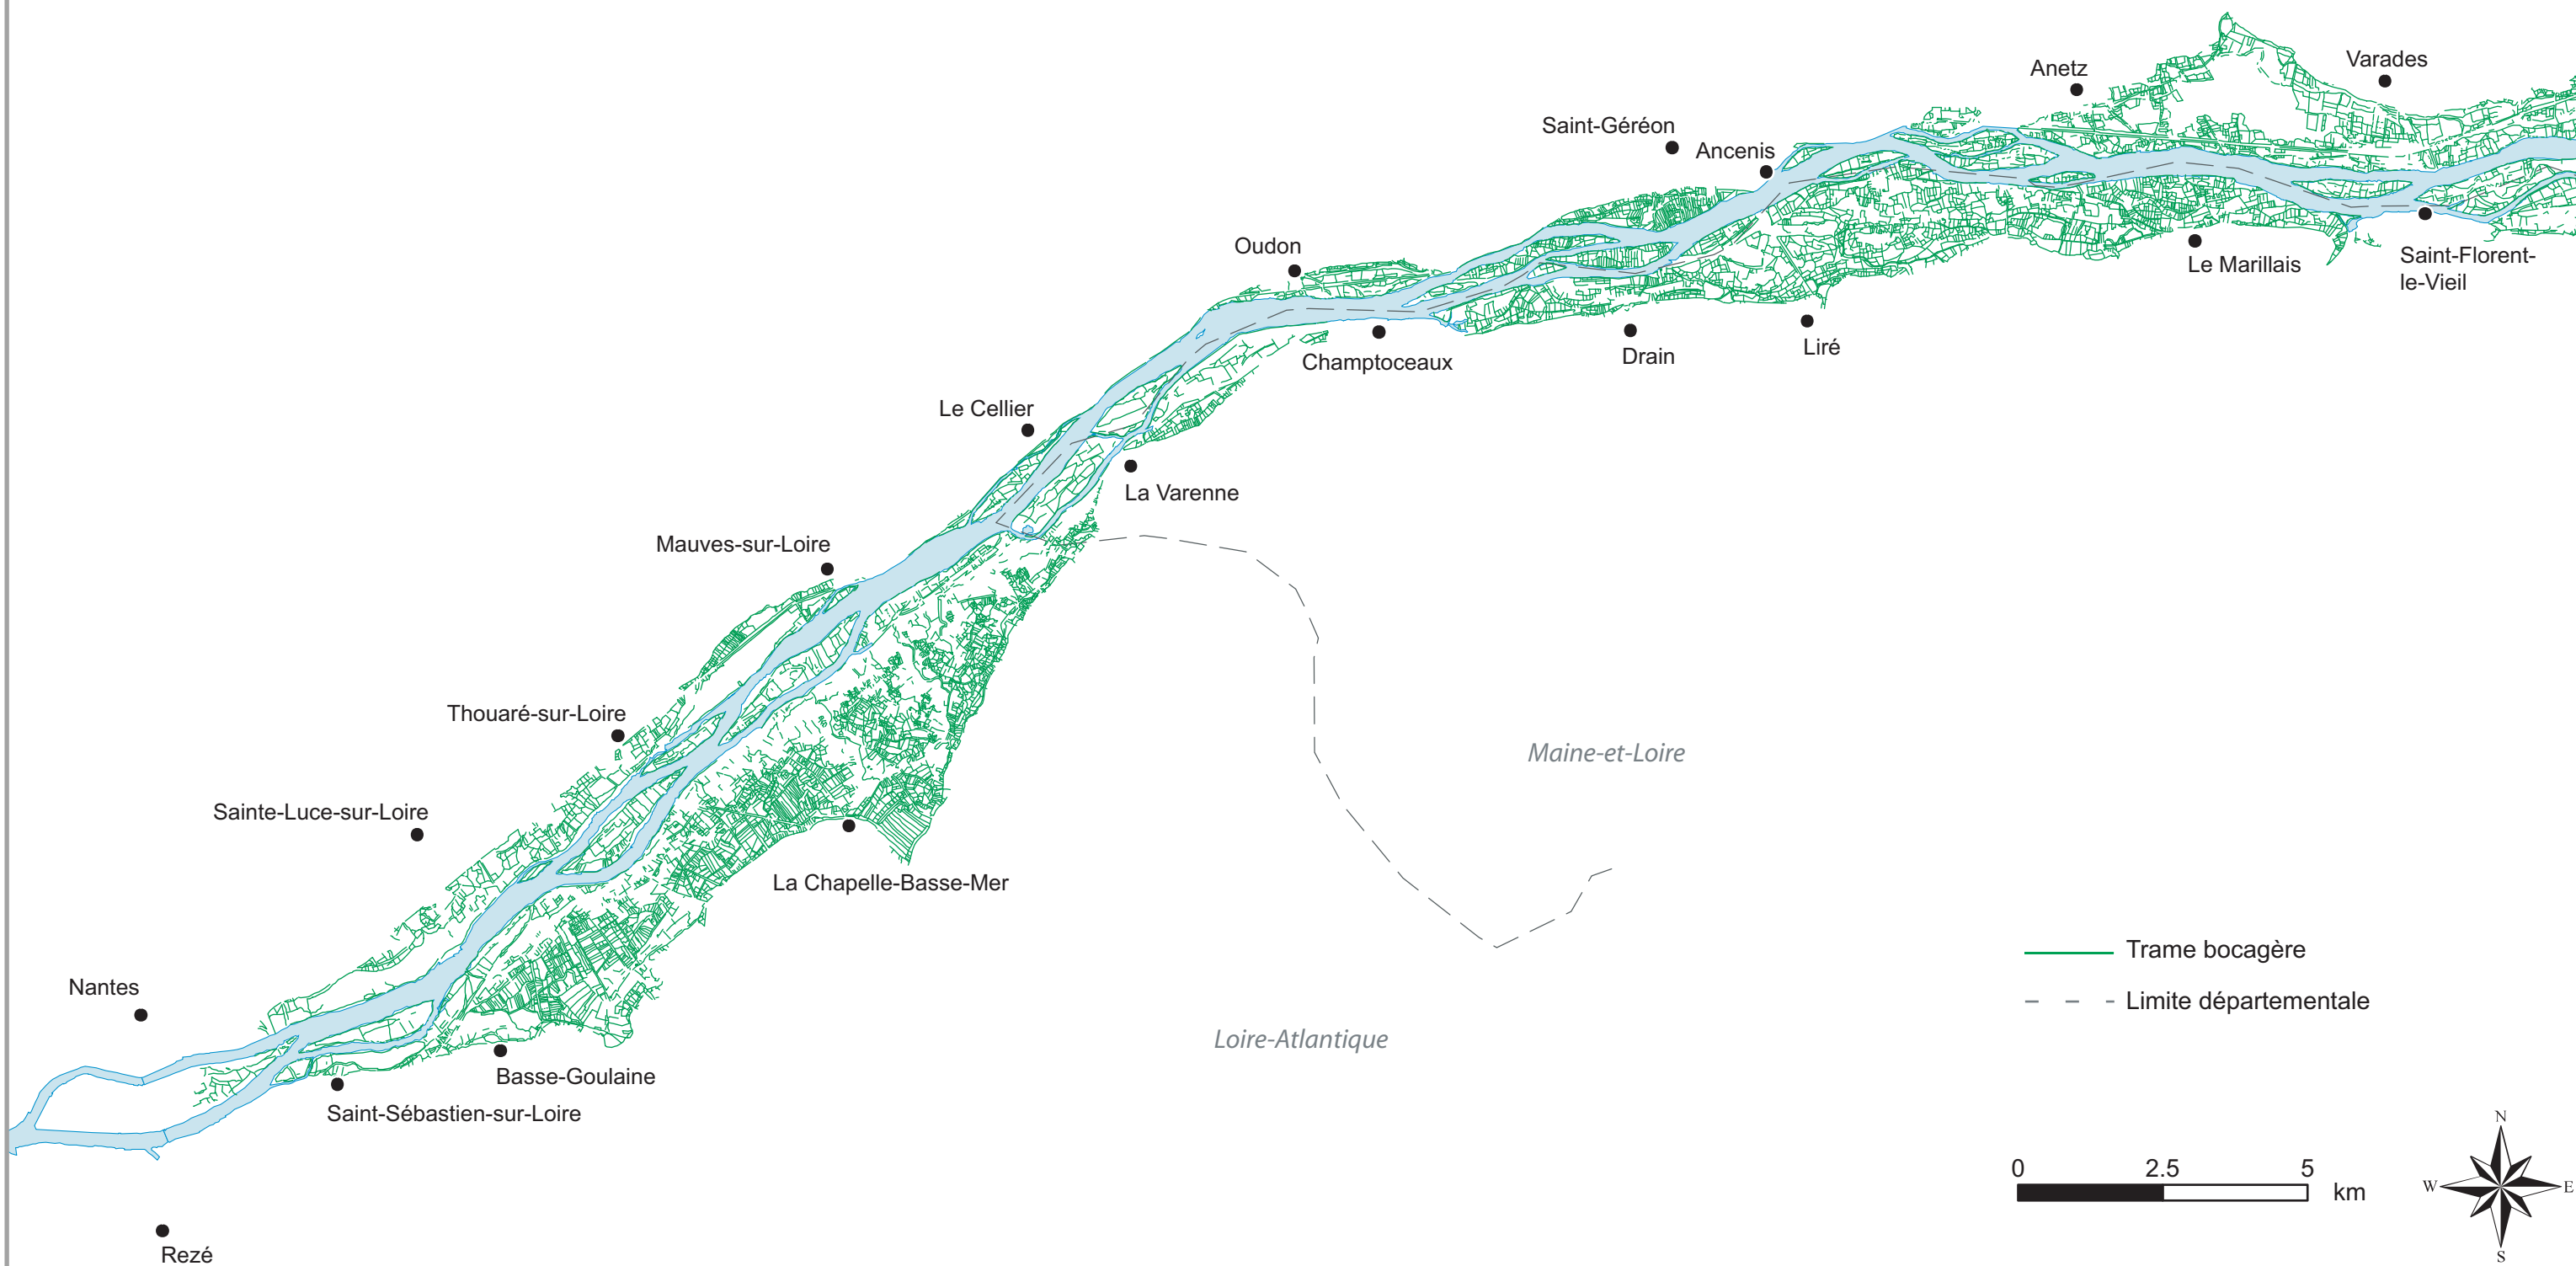 Varades
Anetz
Saint-Géréon
Ancenis
Oudon
Le Marillais
Saint-Florent-
le-Vieil
Liré
Drain
Champtoceaux
Le Cellier
La Varenne
Mauves-sur-Loire
Thouaré-sur-Loire
Maine-et-Loire
Sainte-Luce-sur-Loire
La Chapelle-Basse-Mer
Trame bocagère
Nantes
Limite départementale
Loire-Atlantique
Basse-Goulaine
Saint-Sébastien-sur-Loire
N
0 2.5 5
km
W E
S
Rezé